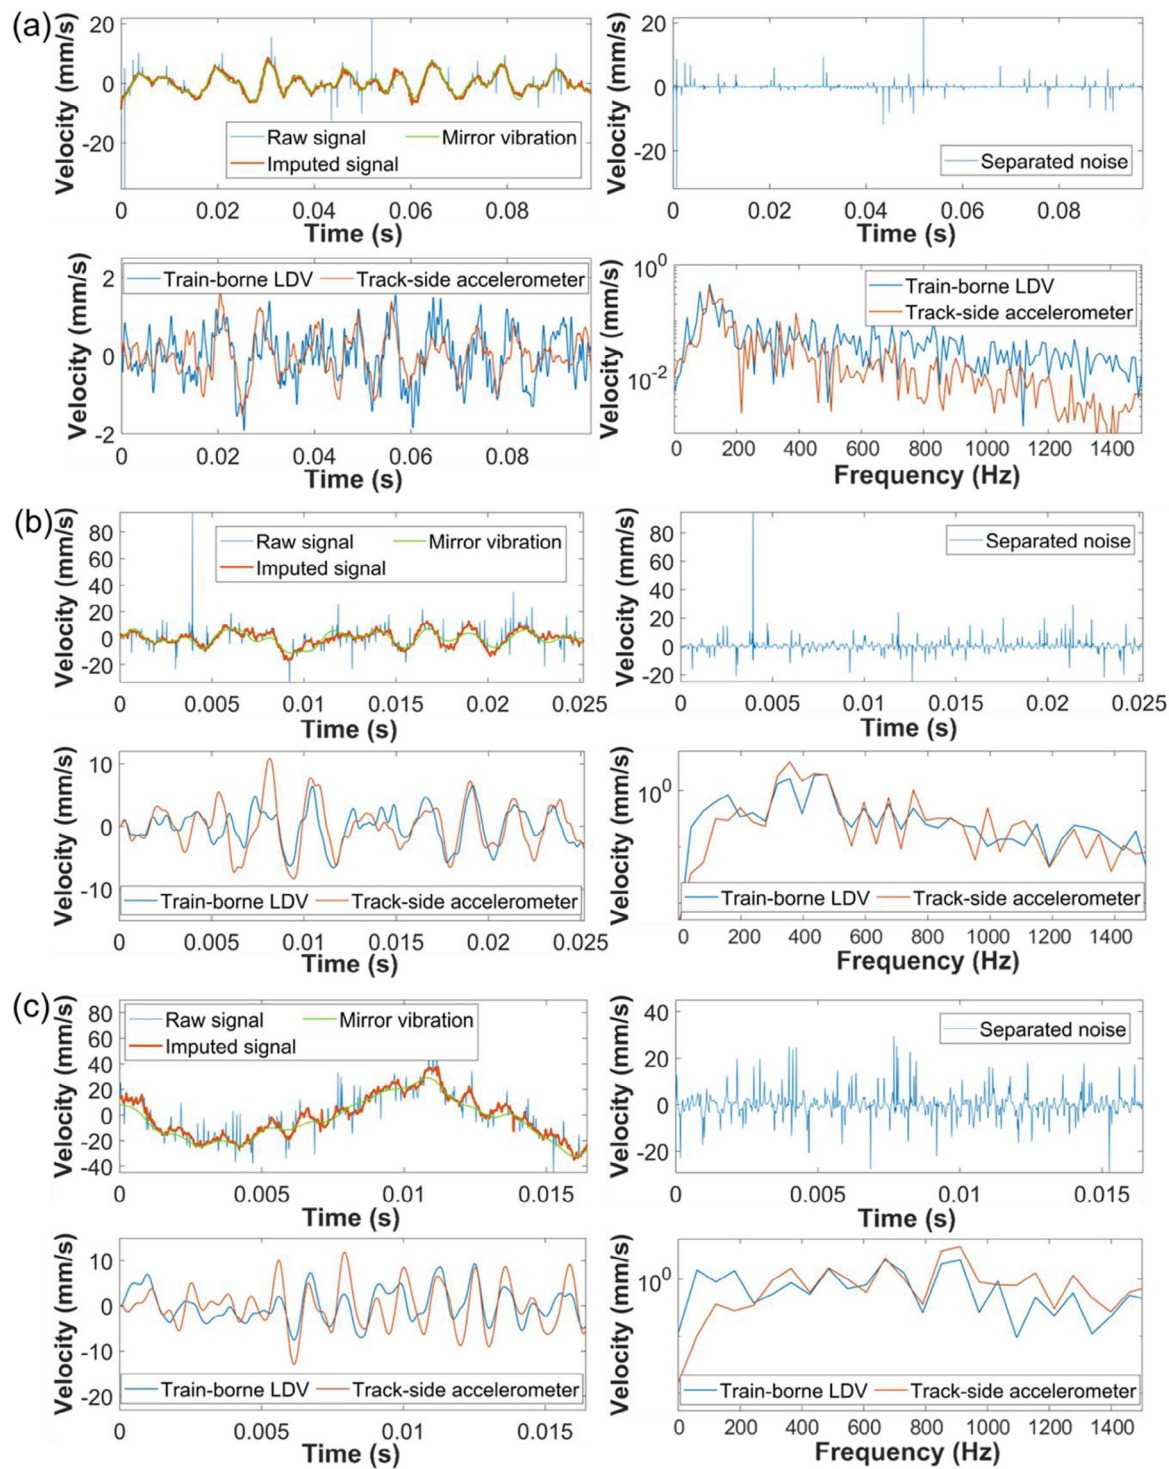 (a)
Velocity (mm/s)
20
0
-20
Raw signal
Mirror vibration
Imputed signal
0 0.02 0.04 0.06 0.08
Time (s)
Velocity (mm/s)
20
0
-20
Separated noise
0 0.02 0.04 0.06 0.08
Time (s)
Velocity (mm/s)
2
0
-2
Train-borne LDV Track-side accelerometer
0 0.02 0.04 0.06 0.08
Time (s)
Velocity (mm/s)
10^0
10^-2
Train-borne LDV
Track-side accelerometer
0 200 400 600 800 1000 1200 1400
Frequency (Hz)
(b)
Velocity (mm/s)
80
60
40
20
0
-20
Raw signal
Mirror vibration
Imputed signal
0 0.005 0.01 0.015 0.02 0.025
Time (s)
Velocity (mm/s)
80
60
40
20
0
-20
Separated noise
0 0.005 0.01 0.015 0.02 0.025
Time (s)
Velocity (mm/s)
10
0
-10
Train-borne LDV Track-side accelerometer
0 0.005 0.01 0.015 0.02 0.025
Time (s)
Velocity (mm/s)
10^0
Train-borne LDV Track-side accelerometer
0 200 400 600 800 1000 1200 1400
Frequency (Hz)
(c)
Velocity (mm/s)
80
60
40
20
0
-20
-40
Raw signal
Mirror vibration
Imputed signal
0 0.005 0.01 0.015
Time (s)
Velocity (mm/s)
40
20
0
-20
Separated noise
0 0.005 0.01 0.015
Time (s)
Velocity (mm/s)
10
0
-10
-20
Train-borne LDV Track-side accelerometer
0 0.005 0.01 0.015
Time (s)
Velocity (mm/s)
10^0
Train-borne LDV Track-side accelerometer
0 200 400 600 800 1000 1200 1400
Frequency (Hz)